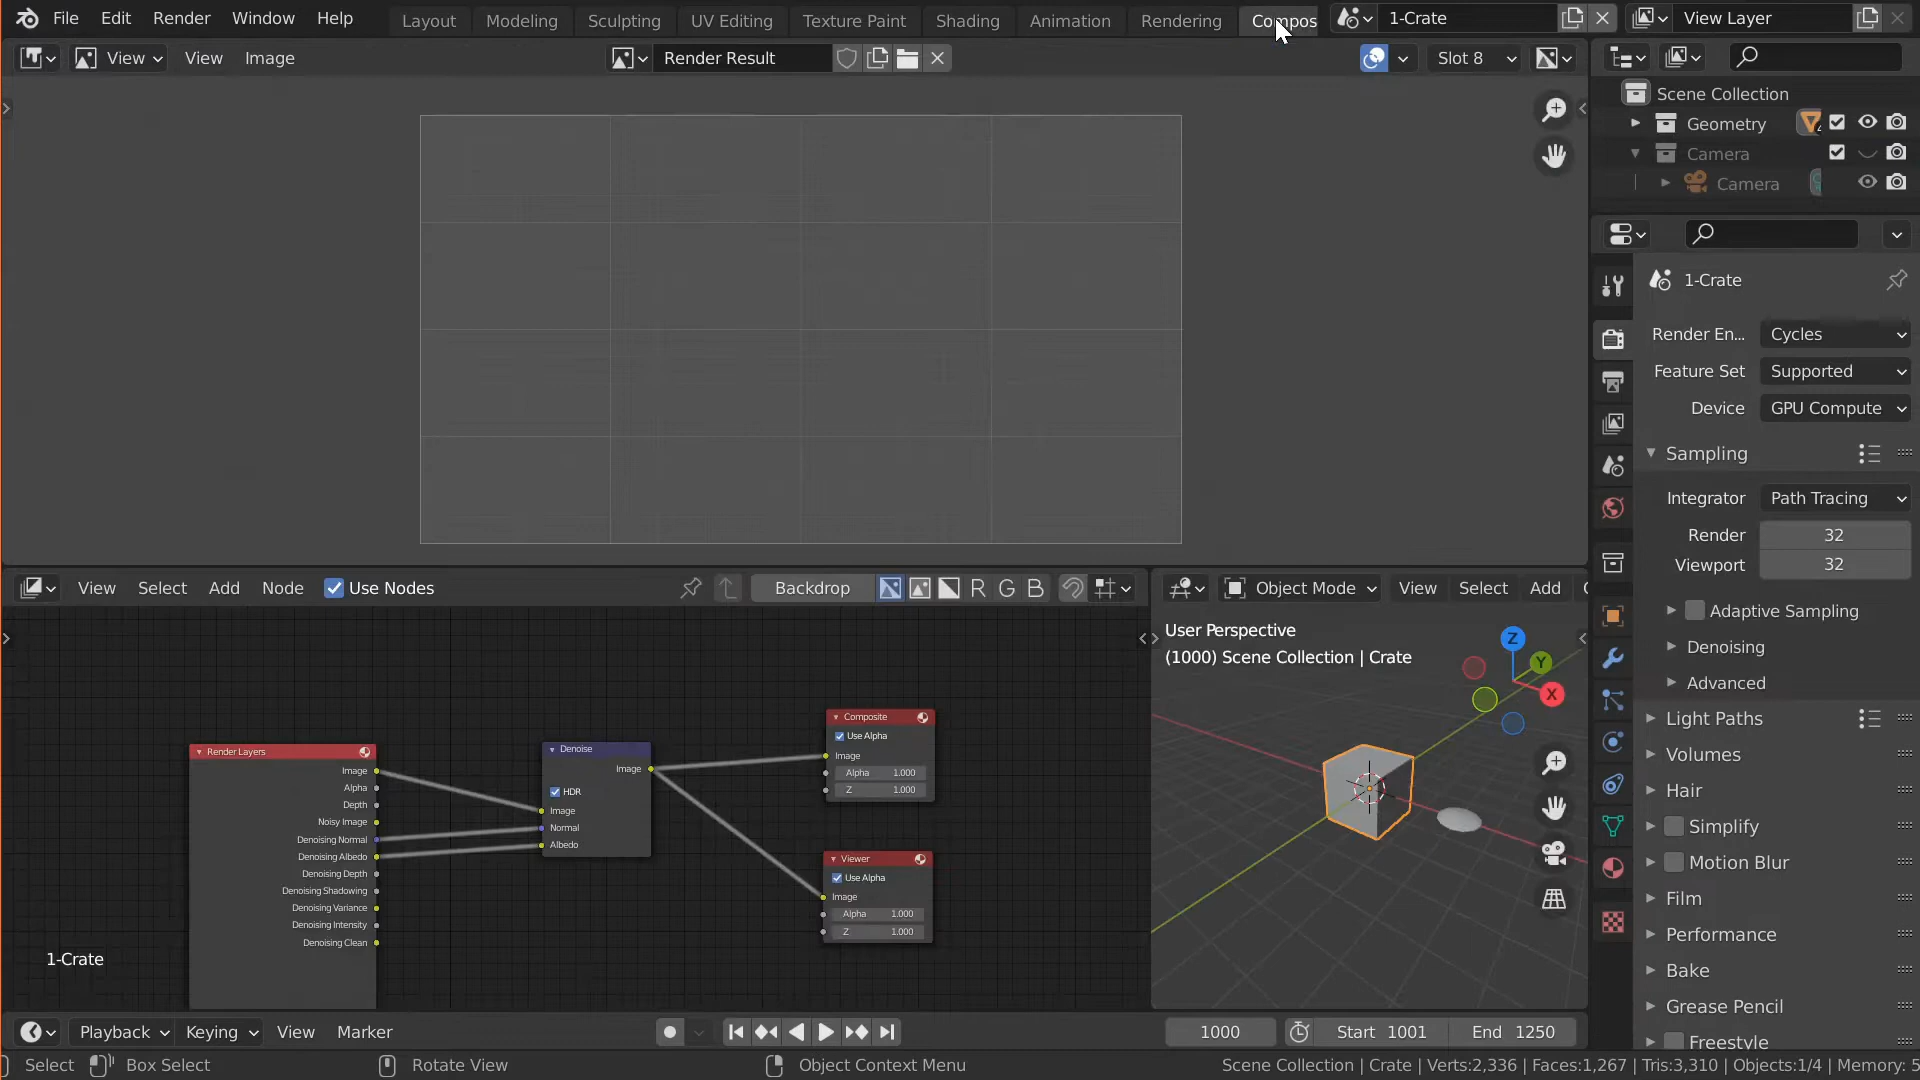 File Edit Render Window Help Layout Modeling Sculpting UV Editing Texture Paint Shading Animation Rendering Compos 1-Crate View Layer
View View Image Render Result Slot 8
Scene Collection
Geometry
Camera
Camera
1-Crate
Render En... Cycles
Feature Set Supported
Device GPU Compute
Sampling
Integrator Path Tracing
Render 32
Viewport 32
Adaptive Sampling
Denoising
Advanced
Light Paths
Volumes
Hair
Simplify
Motion Blur
Film
Performance
Bake
Grease Pencil
Freestyle
View Select Add Node Use Nodes Backdrop R G B
Object Mode View Select Add
User Perspective
(1000) Scene Collection | Crate
Z
Y
X
Render Layers
Image
Alpha
Depth
Noisy Image
Denoising Normal
Denoising Albedo
Denoising Depth
Denoising Shadowing
Denoising Variance
Denoising Intensity
Denoising Clean
Denoise
Image
HDR
Image
Normal
Albedo
Composite
Use Alpha
Image
Alpha 1.000
Z 1.000
Viewer
Use Alpha
Image
Alpha 1.000
Z 1.000
1-Crate
Playback Keying View Marker 1000 Start 1001 End 1250
Select Box Select Rotate View Object Context Menu Scene Collection | Crate | Verts:2,336 | Faces:1,267 | Tris:3,310 | Objects:1/4 | Memory: 5